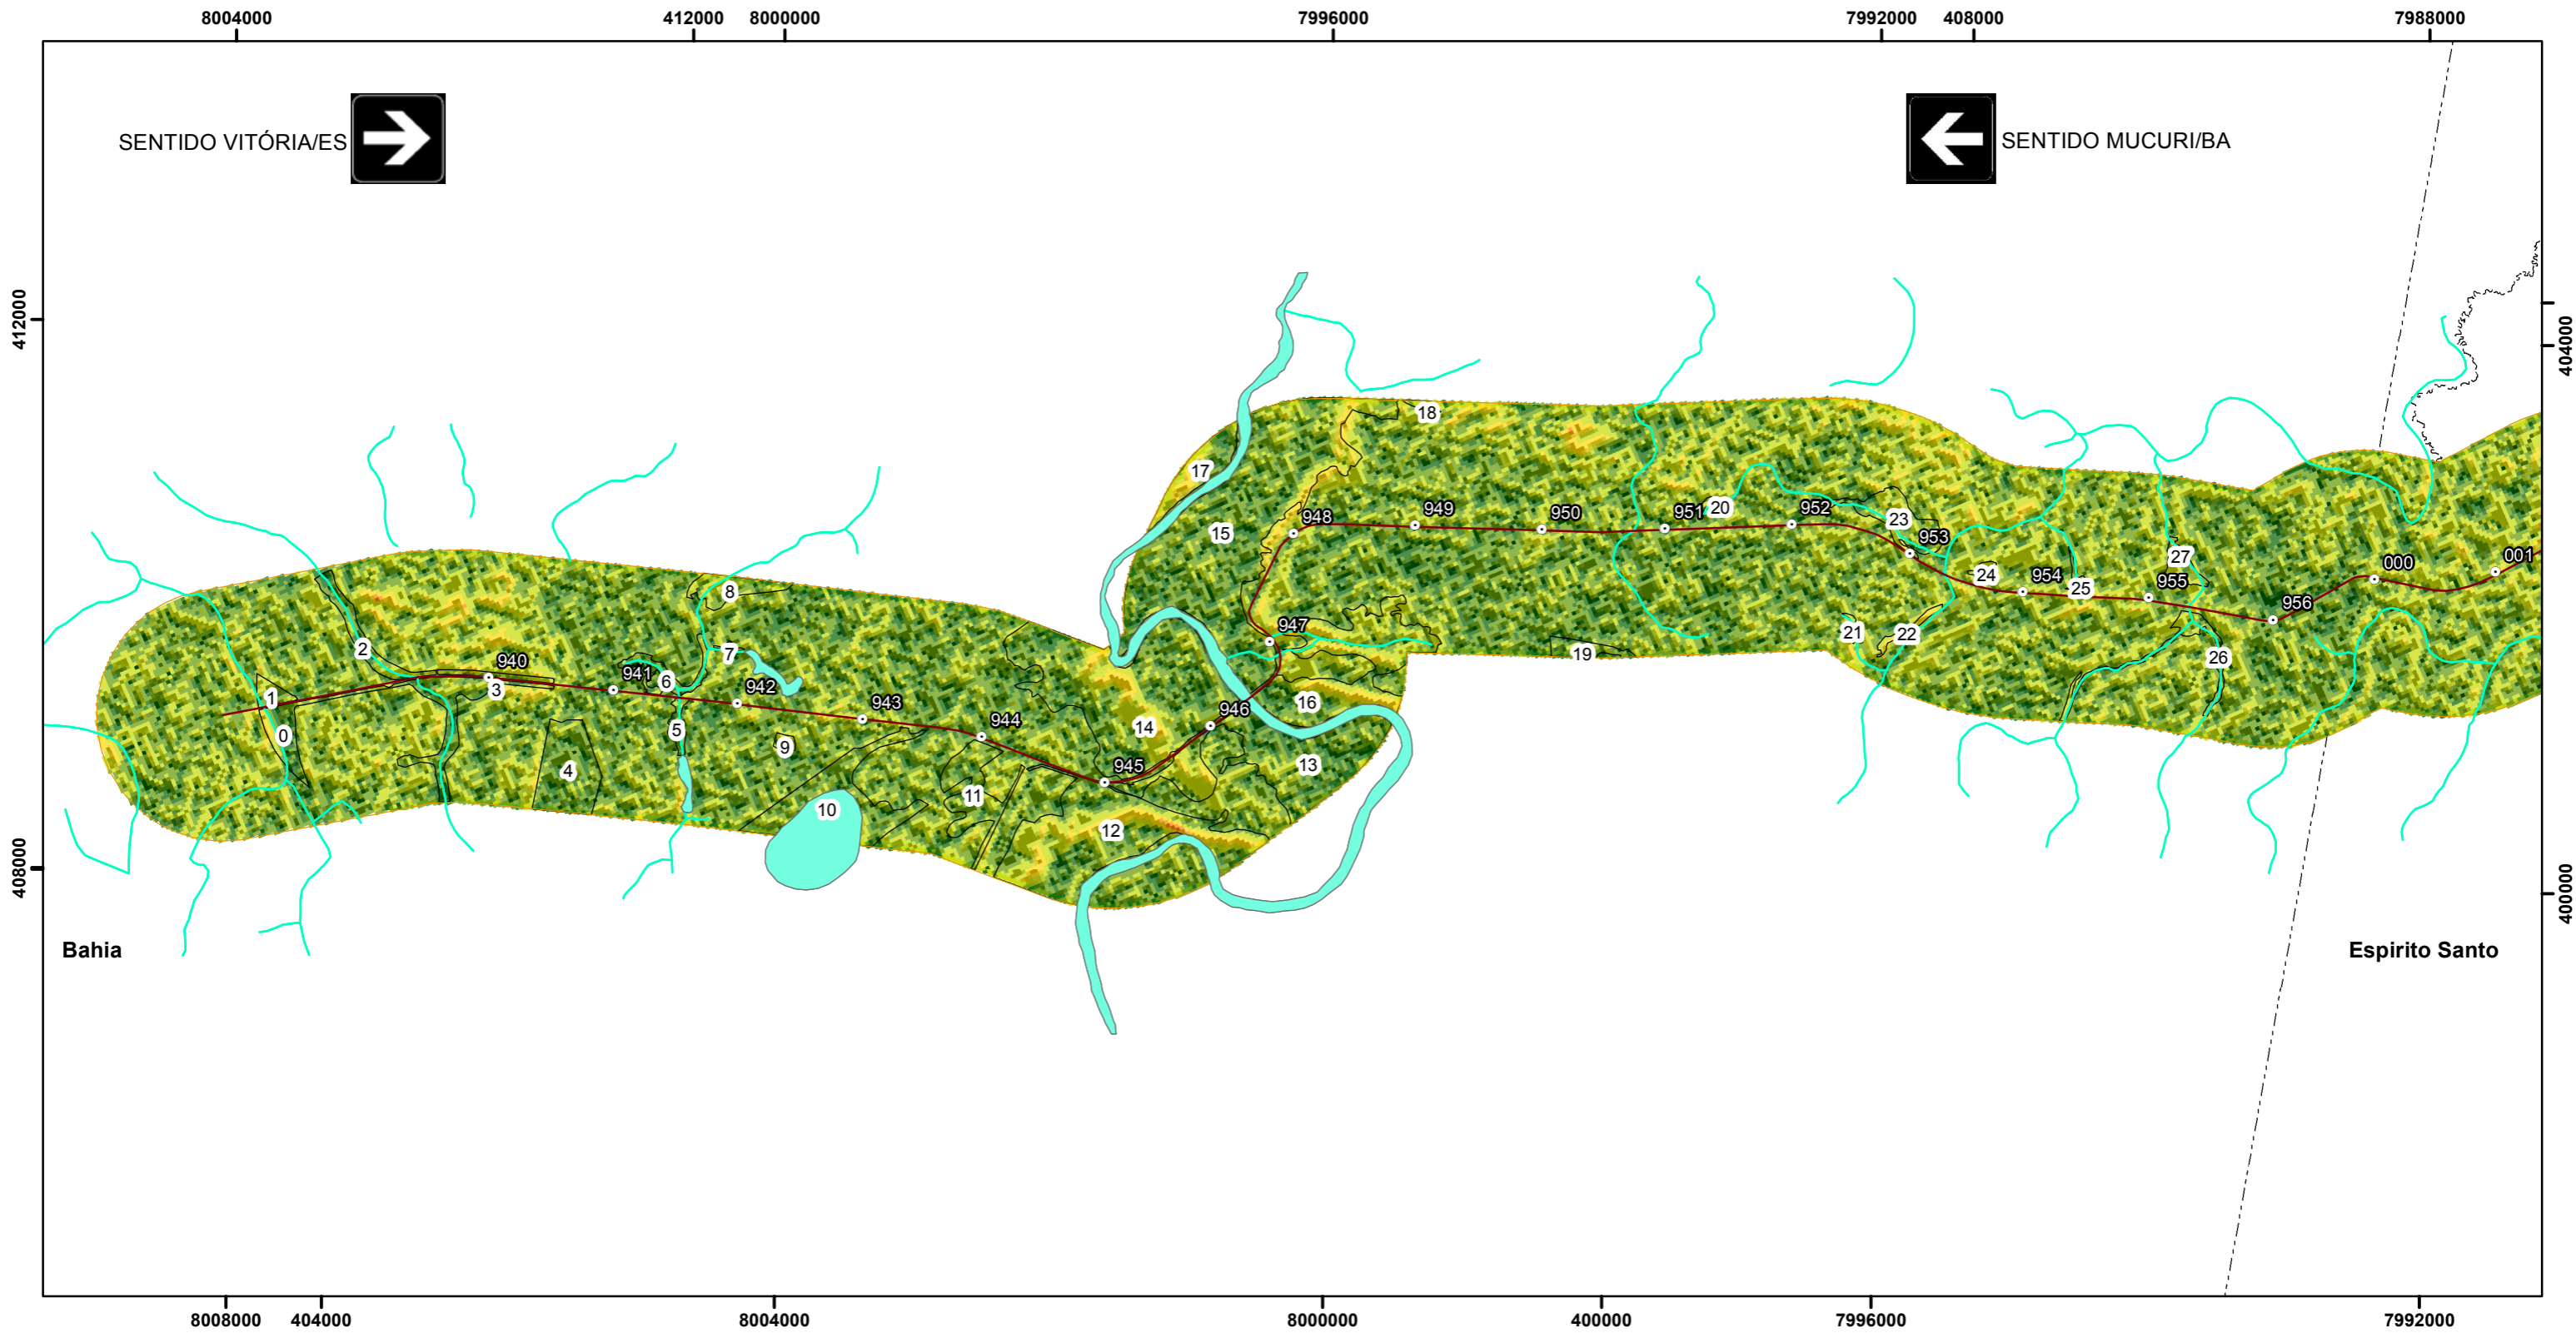 8004000 412000 8000000 7996000 7992000 408000 7988000
SENTIDO VITÓRIA/ES
SENTIDO MUCURI/BA
412000
404000
18
17
948 949 950 951 20 952 23 953
15
27
000 001
24 954 25 955
956
8
2
947
21 22
19
26
940
3
941 6 7 942
1
0
5
943 944
9
14 946 16
4
945
13
11
10
12
408000
400000
Bahia
Espirito Santo
8008000 404000 8004000 8000000 400000 7996000 7992000